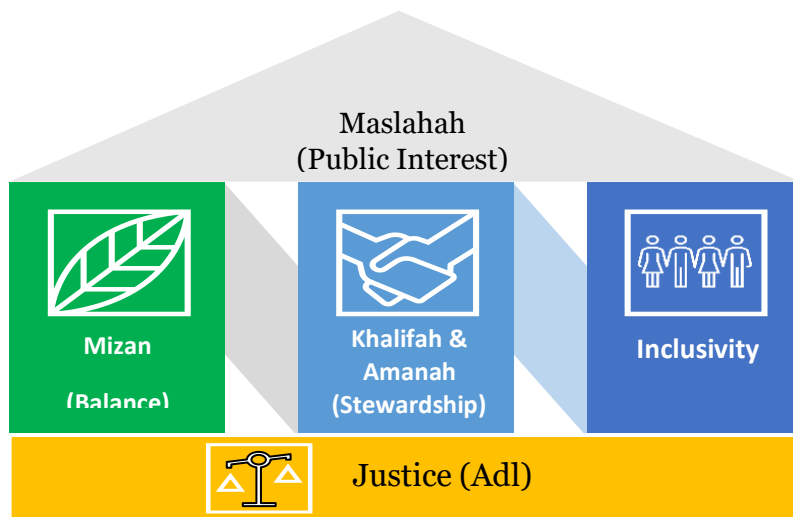 Maslahah
(Public Interest)
Mizan
(Balance)
Khalifah &
Amanah
(Stewardship)
Inclusivity
Justice (Adl)